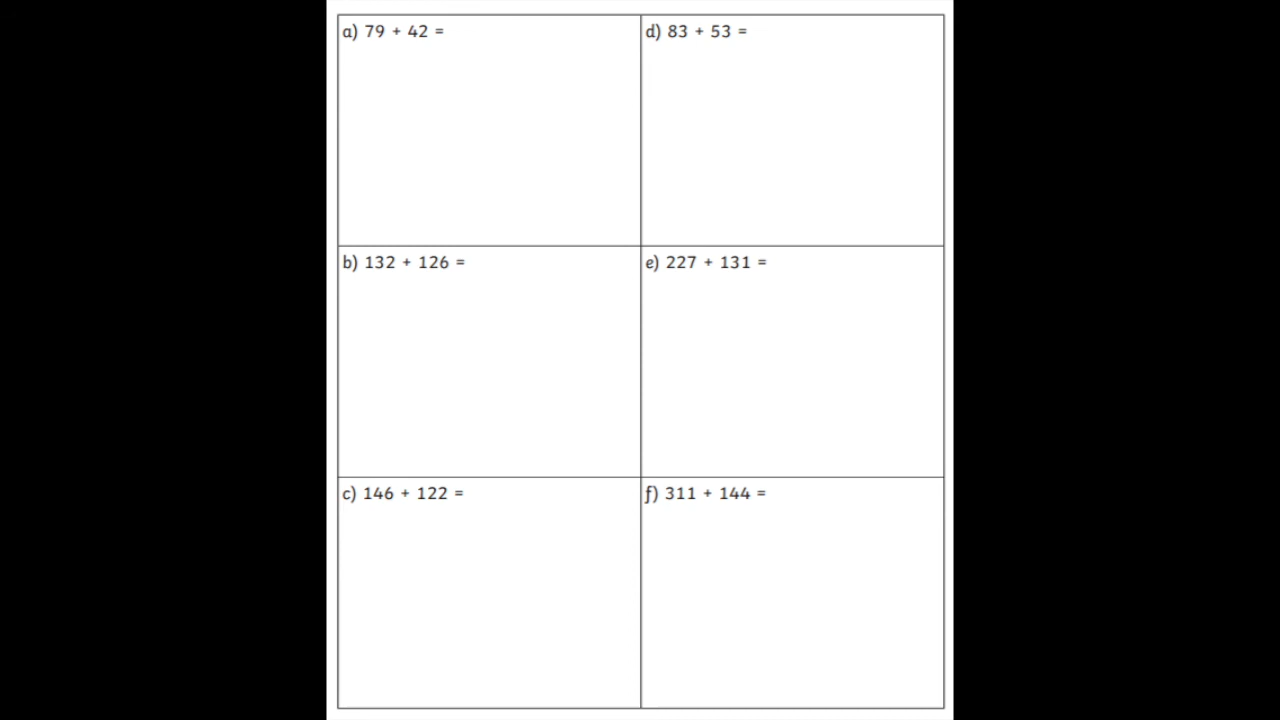 a) 79 + 42 =
d) 83 + 53 =
b) 132 + 126 =
e) 227 + 131 =
c) 146 + 122 =
f) 311 + 144 =